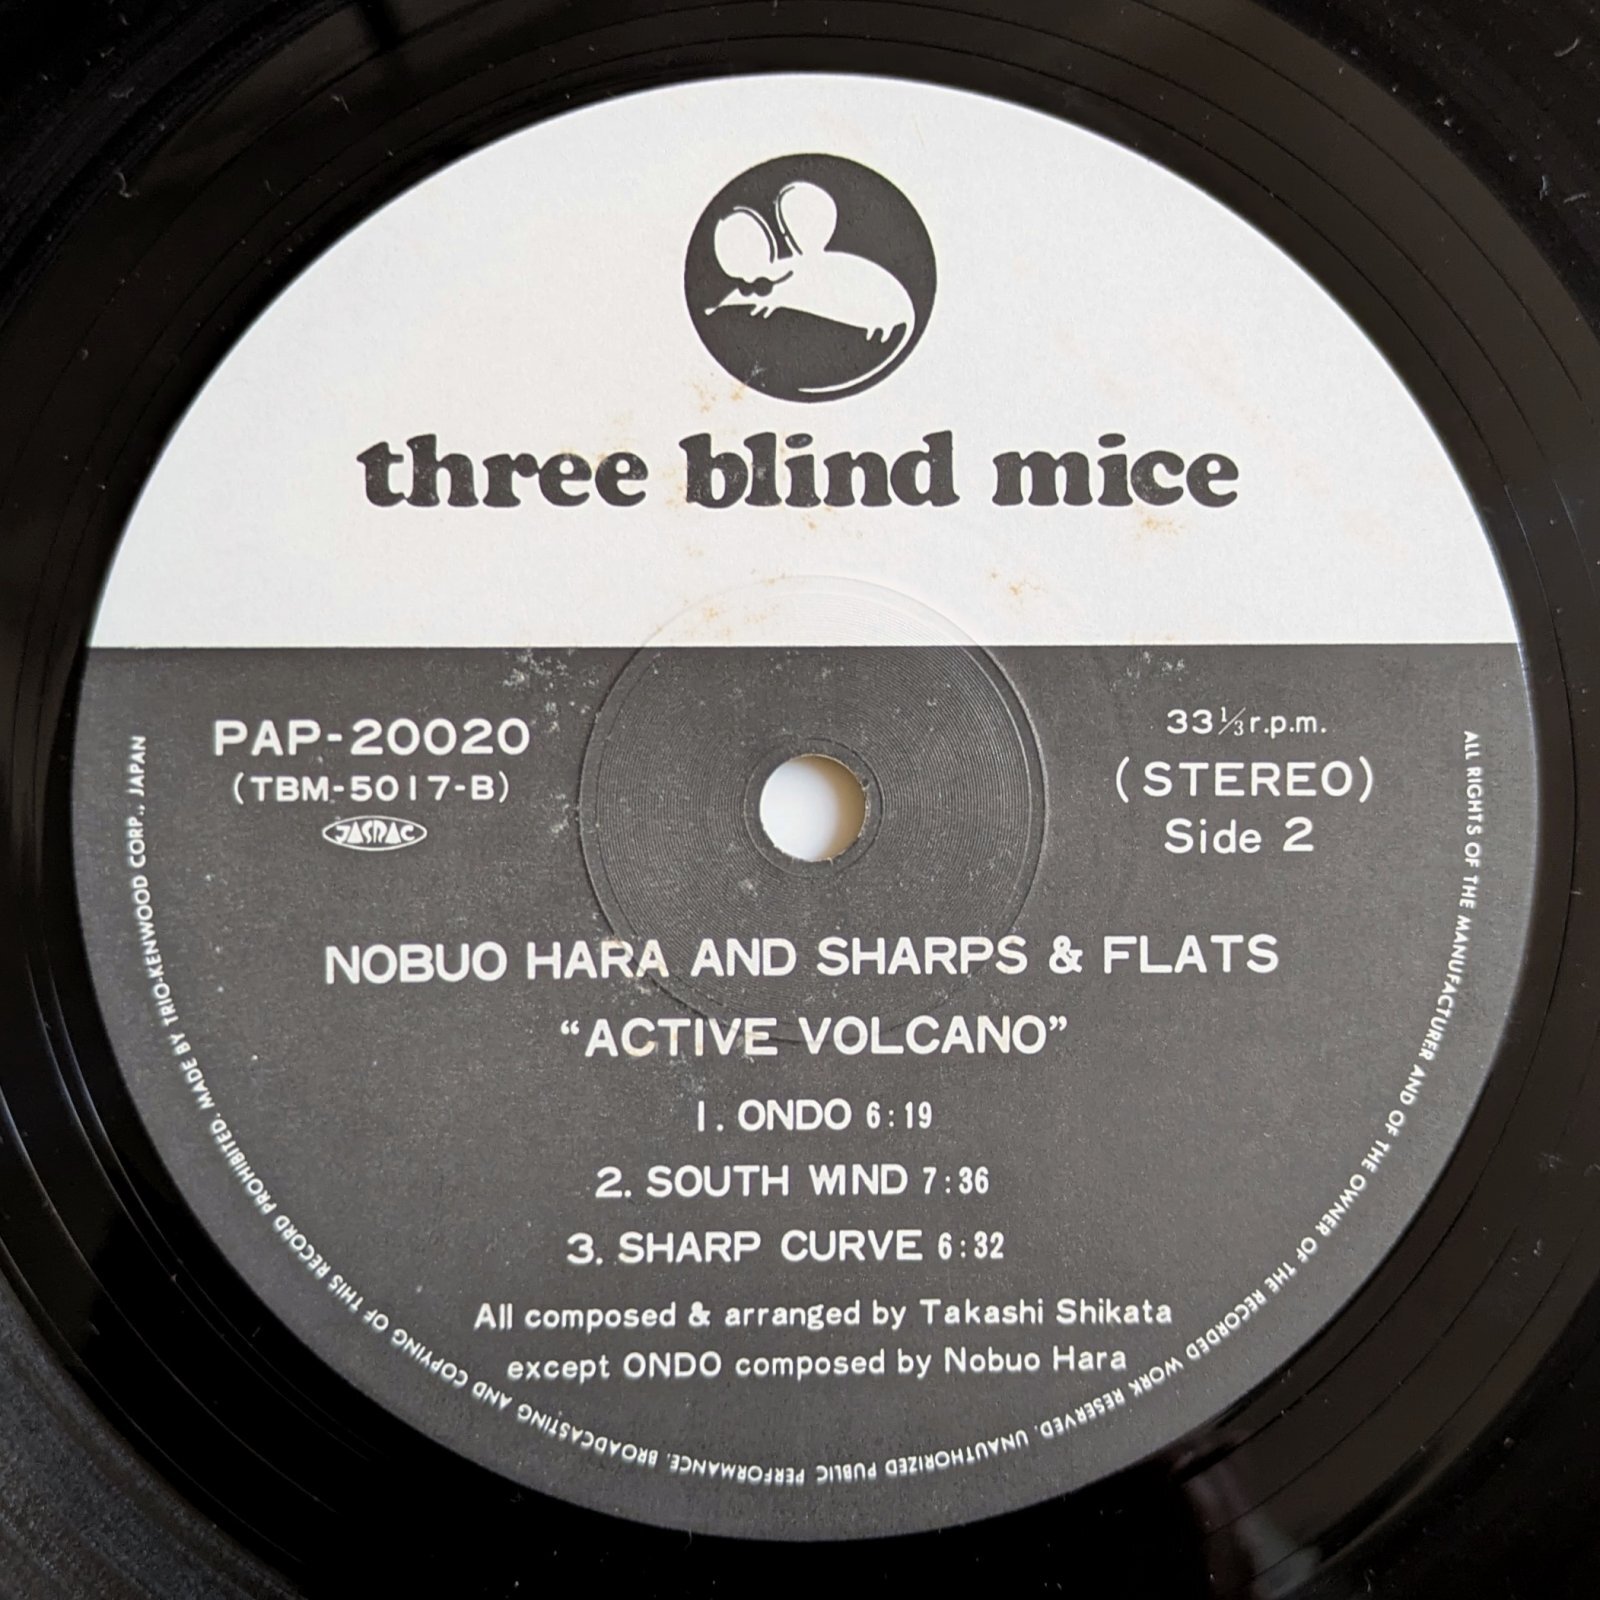 three blind mice
PAP-20020
(TBM-5017-B)
JASRAC
33 1/3 r.p.m.
(STEREO)
Side 2
NOBUO HARA AND SHARPS & FLATS
“ACTIVE VOLCANO”
1. ONDO 6:19
2. SOUTH WIND 7:36
3. SHARP CURVE 6:32
All composed & arranged by Takashi Shikata
except ONDO composed by Nobuo Hara
ALL RIGHTS OF THE MANUFACTURER AND OF THE OWNER OF THE RECORDED WORK RESERVED. UNAUTHORIZED PUBLIC PERFORMANCE, BROADCASTING AND COPYING OF THIS RECORD PROHIBITED. MADE BY TRIO-KENWOOD CORP., JAPAN